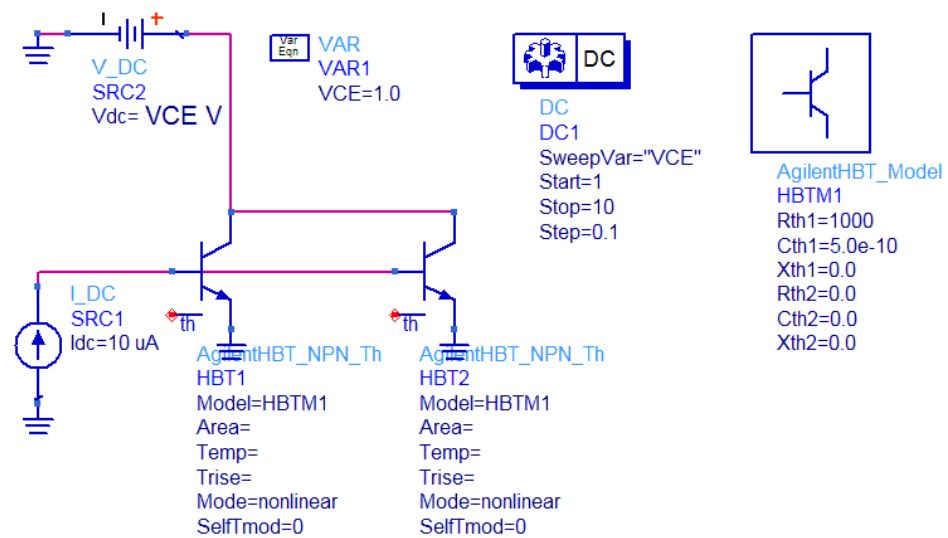 V_DC
SRC2
Vdc= VCE V
Var
Eqn
VAR
VAR1
VCE=1.0
DC
DC
DC1
SweepVar="VCE"
Start=1
Stop=10
Step=0.1
AgilentHBT_Model
HBTM1
Rth1=1000
Cth1=5.0e-10
Xth1=0.0
Rth2=0.0
Cth2=0.0
Xth2=0.0
I_DC
SRC1
Idc=10 uA
th
AgilentHBT_NPN_Th
HBT1
Model=HBTM1
Area=
Temp=
Trise=
Mode=nonlinear
SelfTmod=0
th
AgilentHBT_NPN_Th
HBT2
Model=HBTM1
Area=
Temp=
Trise=
Mode=nonlinear
SelfTmod=0